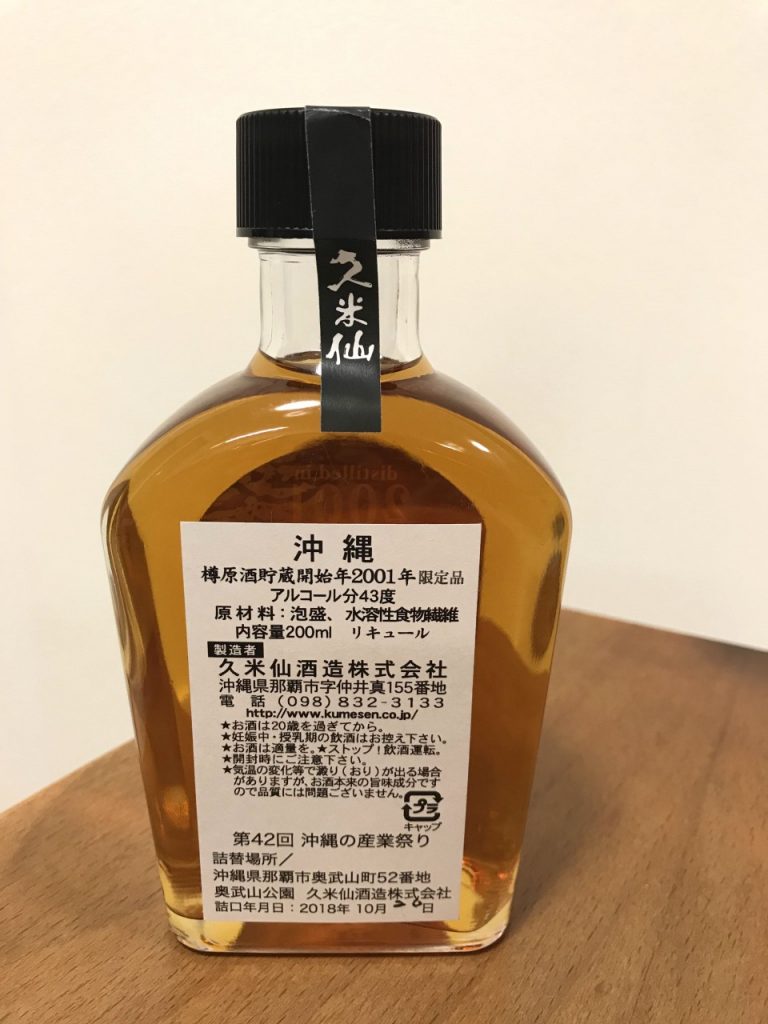 久米仙
distilled in
2001
沖縄
樽原酒貯蔵開始年2001年限定品
アルコール分43度
原材料：泡盛、水溶性食物繊維
内容量200ml リキュール
製造者
久米仙酒造株式会社
沖縄県那覇市字仲井真155番地
電 話 （098）832-3133
http://www.kumesen.co.jp/
★お酒は20歳を過ぎてから。
★妊娠中・授乳期の飲酒はお控え下さい。
★お酒は適量を。★ストップ！飲酒運転。
★開封時にご注意下さい。
★気温の変化等で澱り（おり）が出る場合
がありますが、お酒本来の旨味成分です
ので品質には問題ございません。
プラ
キャップ
第42回 沖縄の産業祭り
詰替場所／
沖縄県那覇市奥武山町52番地
奥武山公園 久米仙酒造株式会社
詰口年月日：2018年 10月 26日